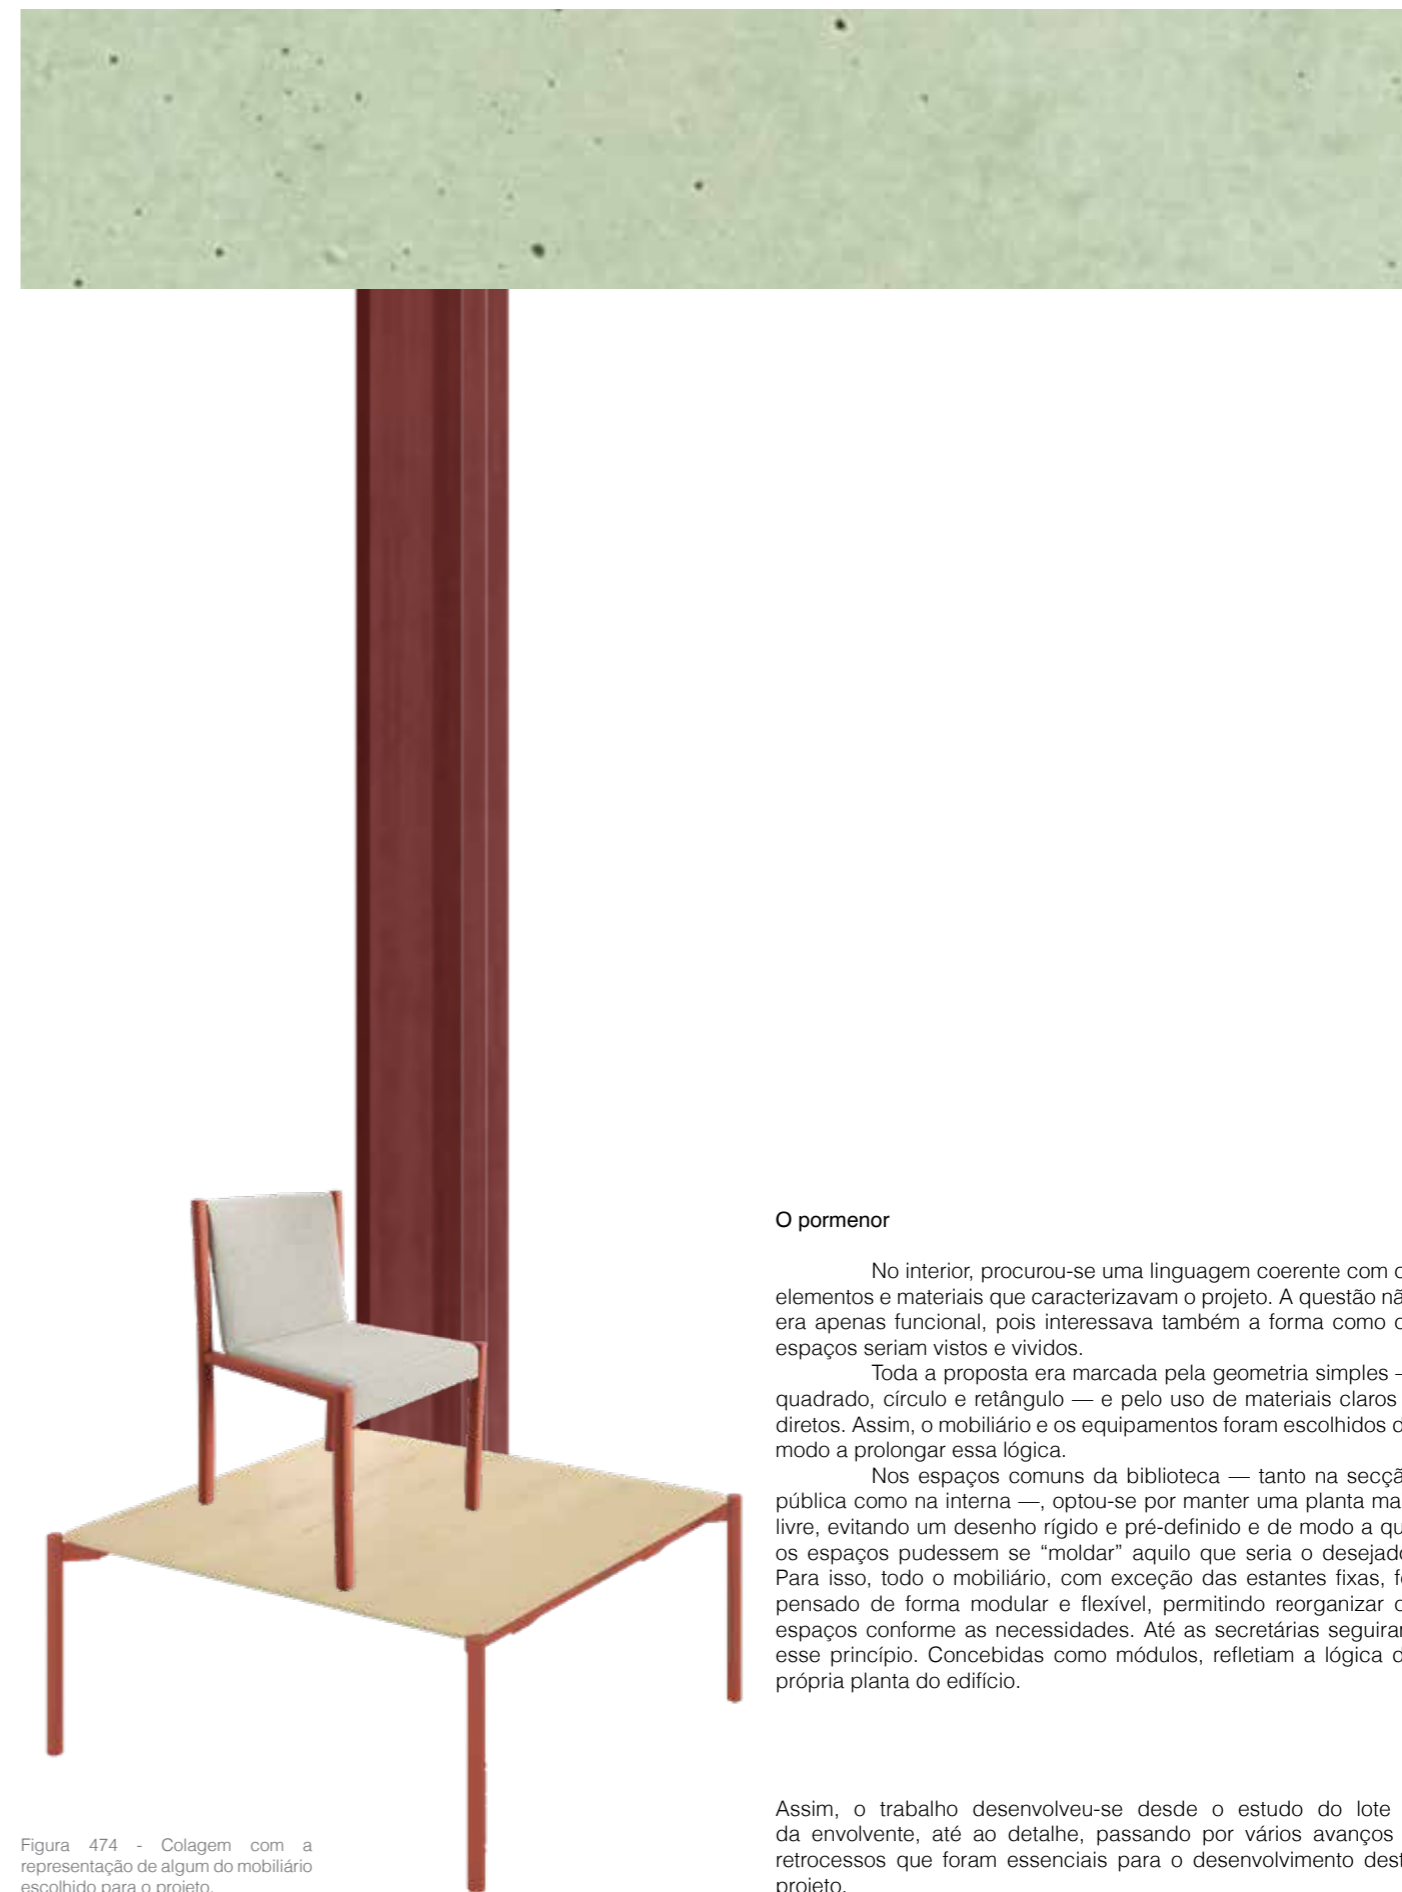 O pormenor
No interior, procurou-se uma linguagem coerente com
elementos e materiais que caracterizavam o projeto. A questão
era apenas funcional, pois interessava também a forma como
espaços seriam vistos e vividos.
Toda a proposta era marcada pela geometria simples —
quadrado, círculo e retângulo — e pelo uso de materiais claros
diretos. Assim, o mobiliário e os equipamentos foram escolhidos
modo a prolongar essa lógica.
Nos espaços comuns da biblioteca — tanto na
pública como na interna —, optou-se por manter uma planta
livre, evitando um desenho rígido e pré-definido e de modo a
os espaços pudessem se “moldar” aquilo que seria o
Para isso, todo o mobiliário, com exceção das estantes fixas,
pensado de forma modular e flexível, permitindo reorganizar
espaços conforme as necessidades. Até as secretárias
esse princípio. Concebidas como módulos, refletiam a lógica
própria planta do edifício.
Assim, o trabalho desenvolveu-se desde o estudo do lote
da envolvente, até ao detalhe, passando por vários avanços
retrocessos que foram essenciais para o desenvolvimento
projeto.
Figura 474 - Colagem com a
representação de algum do mobiliário
escolhido para o projeto.